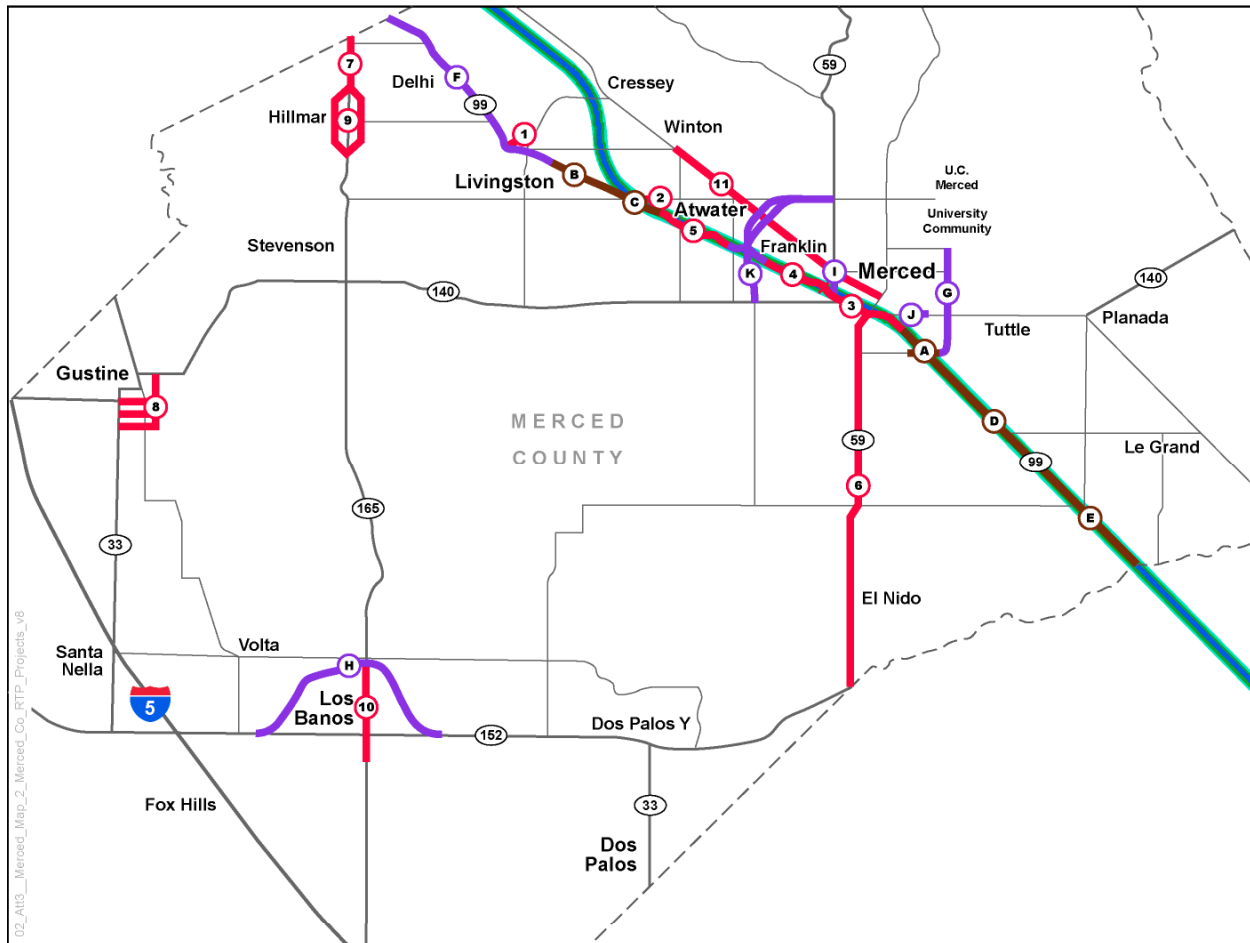 7
Delhi
F
59
Cressey
99
Hillmar
9
1
Winton
Livingston
B
11
U.C.
Merced
C
2
Atwater
University
Community
5
Stevenson
Franklin
K
4
I
Merced
140
G
140
3
J
Tuttle
Planada
A
Gustine
8
MERCED
COUNTY
D
59
Le Grand
99
6
165
E
33
El Nido
Santa
Nella
Volta
H
5
Los
Banos
10
Dos Palos Y
152
Fox Hills
33
Dos
Palos
02_Att3__Merced_Map_2_Merced_Co_RTP_Projects_v8